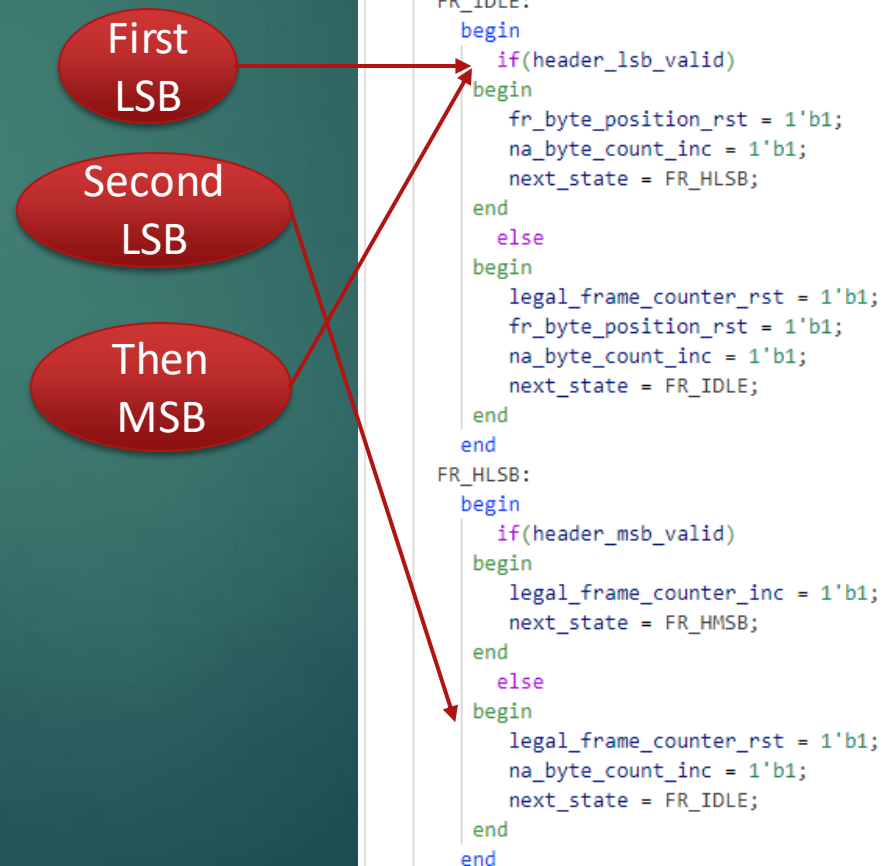 First
LSB
Second
LSB
Then
MSB
FR_IDLE:
begin
if(header_lsb_valid)
begin
fr_byte_position_rst = 1'b1;
na_byte_count_inc = 1'b1;
next_state = FR_HLSB;
end
else
begin
legal_frame_counter_rst = 1'b1;
fr_byte_position_rst = 1'b1;
na_byte_count_inc = 1'b1;
next_state = FR_IDLE;
end
end
FR_HLSB:
begin
if(header_msb_valid)
begin
legal_frame_counter_inc = 1'b1;
next_state = FR_HMSB;
end
else
begin
legal_frame_counter_rst = 1'b1;
na_byte_count_inc = 1'b1;
next_state = FR_IDLE;
end
end